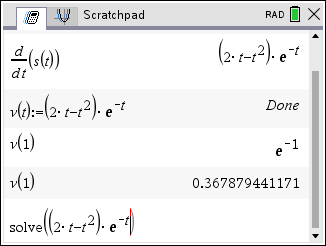 Scratchpad RAD
d/dt(s(t)) (2·t−t²)·e⁻ᵗ
v(t):=(2·t−t²)·e⁻ᵗ Done
v(1) e⁻¹
v(1) 0.367879441171
solve((2·t−t²)·e⁻ᵗ)